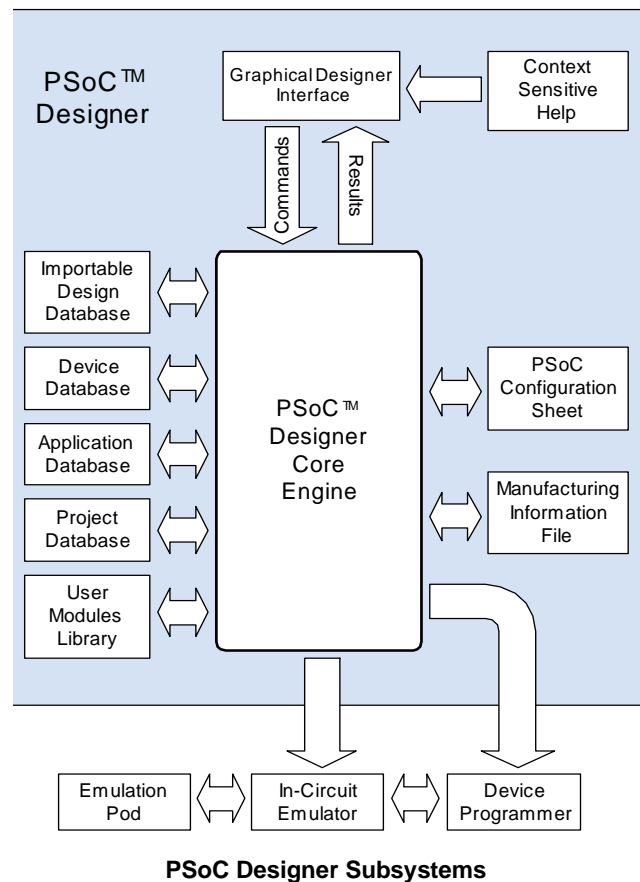 PSoC™
Designer
Graphical Designer
Interface
Context
Sensitive
Help
Commands
Results
Importable
Design
Database
Device
Database
Application
Database
Project
Database
User
Modules
Library
PSoC™
Designer
Core
Engine
PSoC
Configuration
Sheet
Manufacturing
Information
File
Emulation
Pod
In-Circuit
Emulator
Device
Programmer
PSoC Designer Subsystems